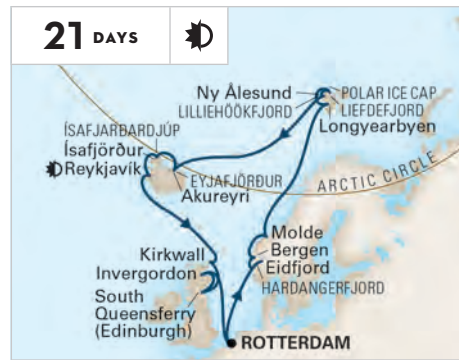 21 DAYS
Ny Ålesund
POLAR ICE CAP
LILLIEHÖÖKFJORD
LIEFDEFJORD
Longyearbyen
ÍSAFJARÐARDJÚP
Ísafjörður
Reykjavík
EYJAFJÖRÐUR
Akureyri
ARCTIC CIRCLE
Molde
Bergen
Eidfjord
HARDANGERFJORD
Kirkwall
Invergordon
South
Queensferry
(Edinburgh)
ROTTERDAM